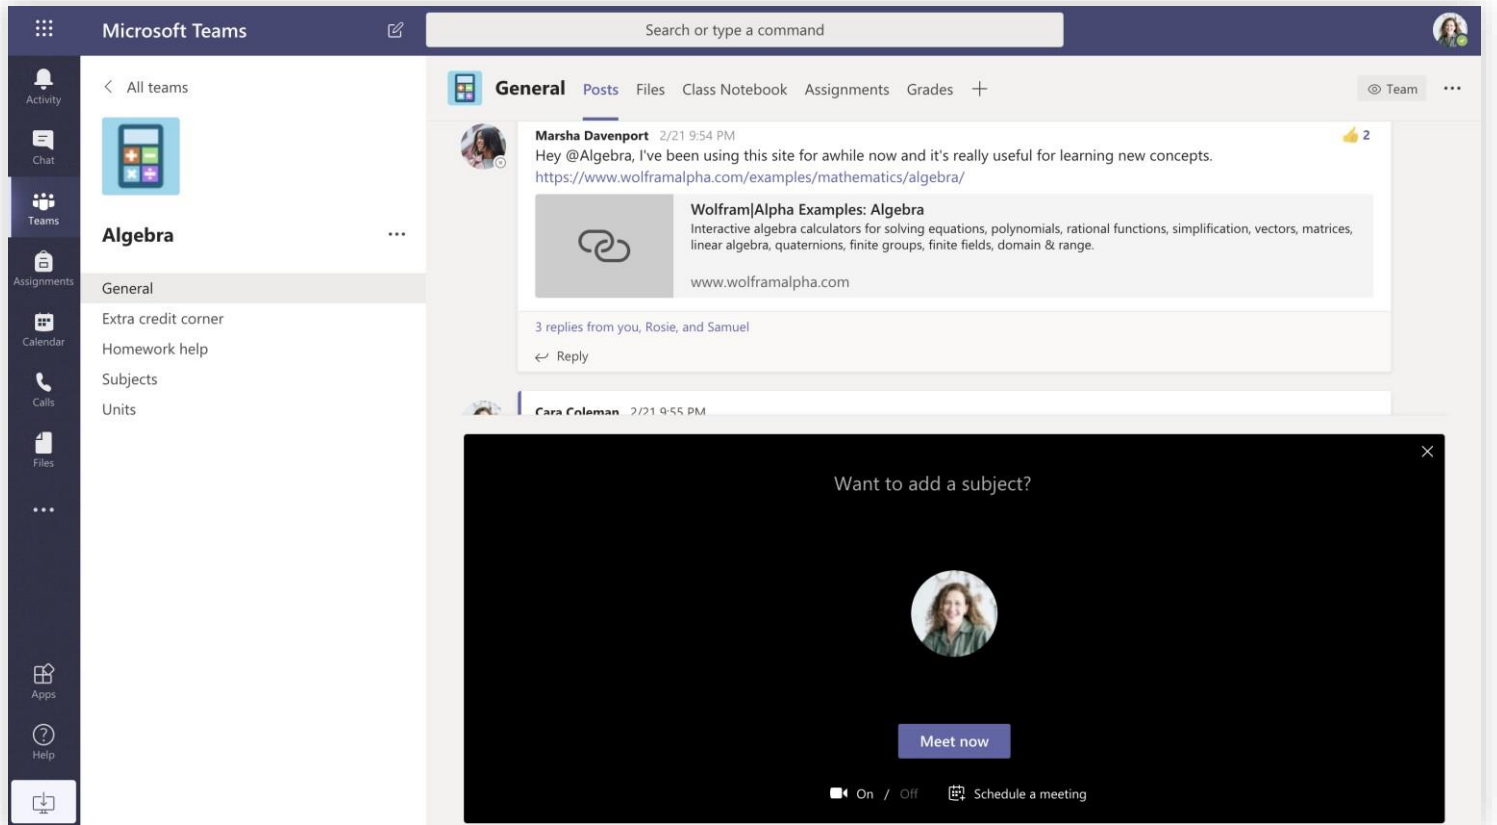 Microsoft Teams
Search or type a command
Activity
Chat
Teams
Assignments
Calendar
Calls
Files
Apps
Help
All teams
Algebra
General
Extra credit corner
Homework help
Subjects
Units
General Posts Files Class Notebook Assignments Grades
Team
Marsha Davenport 2/21 9:54 PM
2
Hey @Algebra, I've been using this site for awhile now and it's really useful for learning new concepts.
https://www.wolframalpha.com/examples/mathematics/algebra/
Wolfram|Alpha Examples: Algebra
Interactive algebra calculators for solving equations, polynomials, rational functions, simplification, vectors, matrices,
linear algebra, quaternions, finite groups, finite fields, domain & range.
www.wolframalpha.com
3 replies from you, Rosie, and Samuel
Reply
Cara Coleman 2/21 9:55 PM
Want to add a subject?
Meet now
On / Off Schedule a meeting